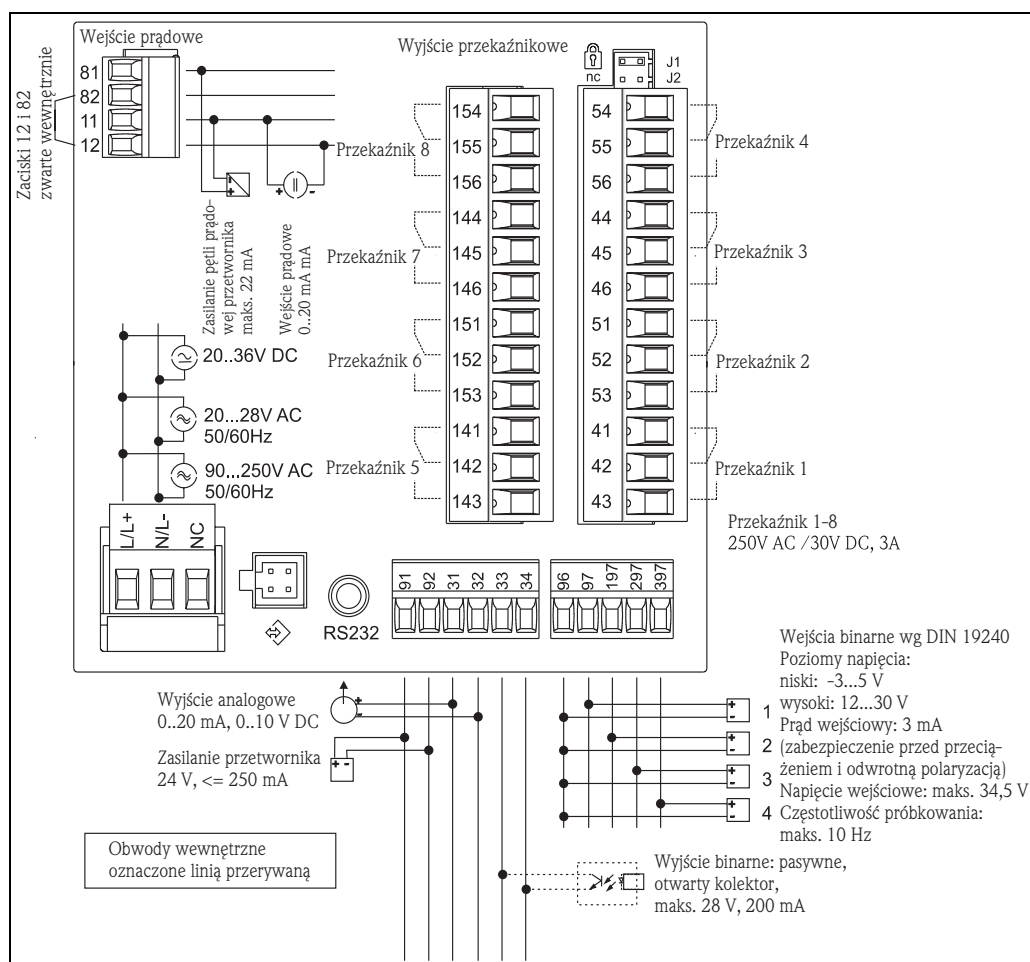 Wejście prądowe
Zaciski 12 i 82
zwarte wewnętrznie
81
82
11
12
Zasilanie pętli prądo-
wej przetwornika
maks. 22 mA
Wejście prądowe
0..20 mA mA
Wyjście przekaźnikowe
nc
J1
J2
154
155
156
144
145
146
151
152
153
141
142
143
Przekaźnik 8
Przekaźnik 7
Przekaźnik 6
Przekaźnik 5
54
55
56
44
45
46
51
52
53
41
42
43
Przekaźnik 4
Przekaźnik 3
Przekaźnik 2
Przekaźnik 1
Przekaźnik 1-8
250V AC /30V DC, 3A
20..36V DC
20...28V AC
50/60Hz
90...250V AC
50/60Hz
L/L+
N/L-
NC
RS232
91
92
31
32
33
34
96
97
197
297
397
Wyjście analogowe
0..20 mA, 0..10 V DC
+
-
Zasilanie przetwornika
24 V, <= 250 mA
+ -
Obwody wewnętrzne
oznaczone linią przerywaną
+
- 1
+
- 2
+
- 3
+
- 4
Wejścia binarne wg DIN 19240
Poziomy napięcia:
niski: -3...5 V
wysoki: 12...30 V
Prąd wejściowy: 3 mA
(zabezpieczenie przed przecią-
żeniem i odwrotną polaryzacją)
Napięcie wejściowe: maks. 34,5 V
Częstotliwość próbkowania:
maks. 10 Hz
Wyjście binarne: pasywne,
otwarty kolektor,
maks. 28 V, 200 mA